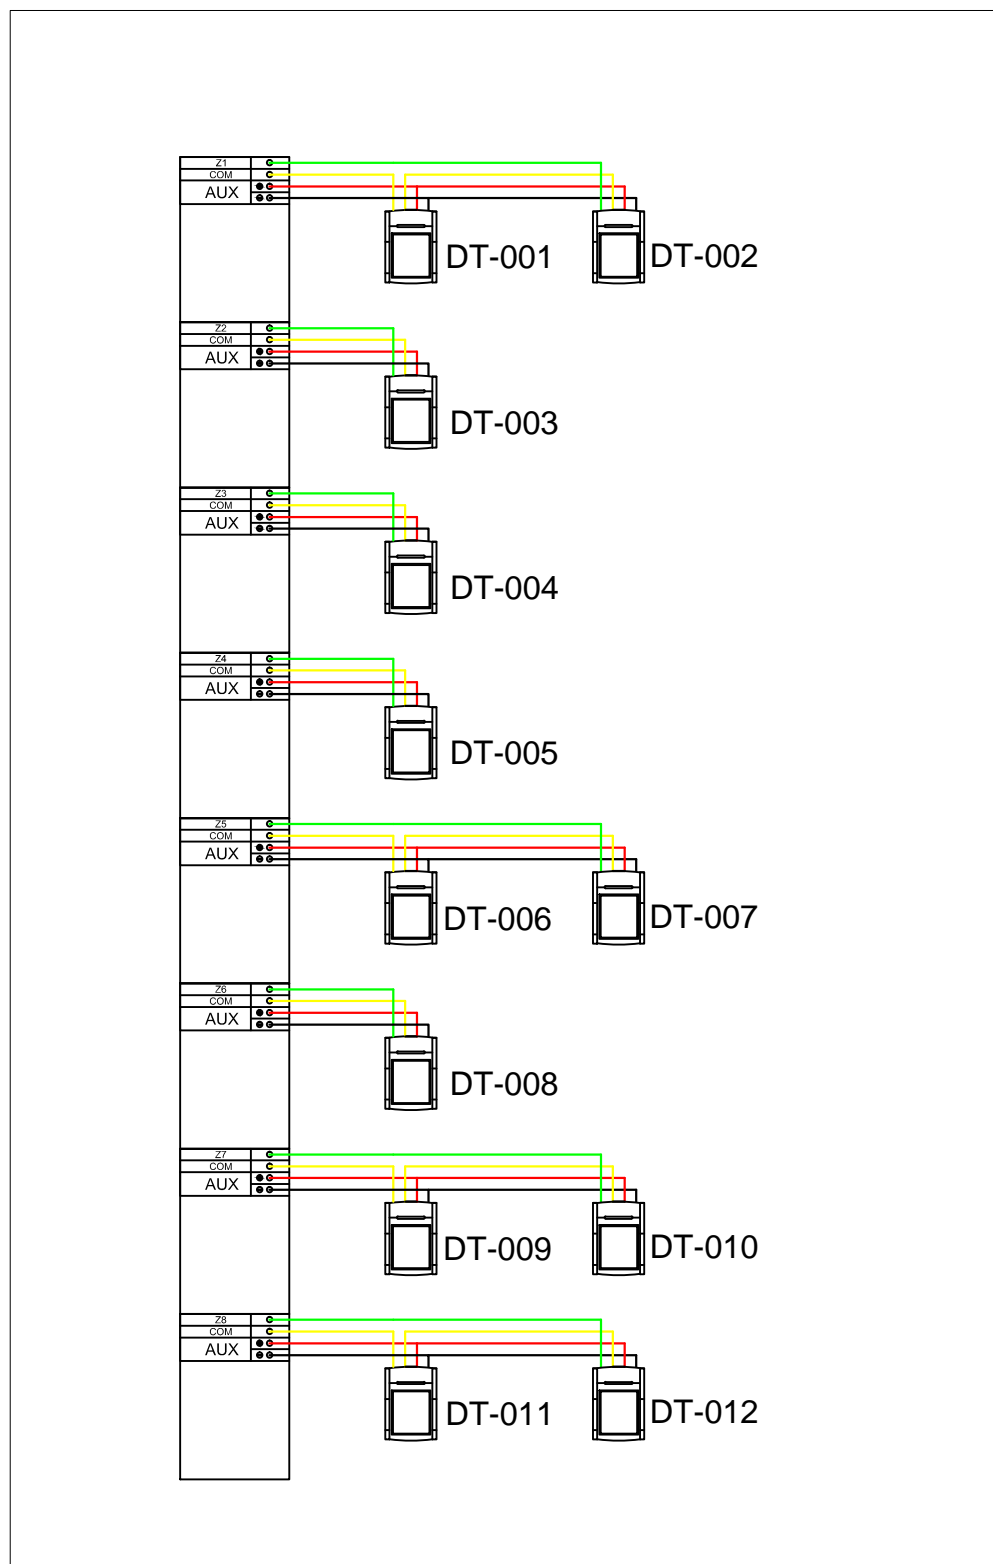 Z1
COM
AUX
DT-001
DT-002
Z2
COM
AUX
DT-003
Z3
COM
AUX
DT-004
Z4
COM
AUX
DT-005
Z5
COM
AUX
DT-006
DT-007
Z6
COM
AUX
DT-008
Z7
COM
AUX
DT-009
DT-010
Z8
COM
AUX
DT-011
DT-012